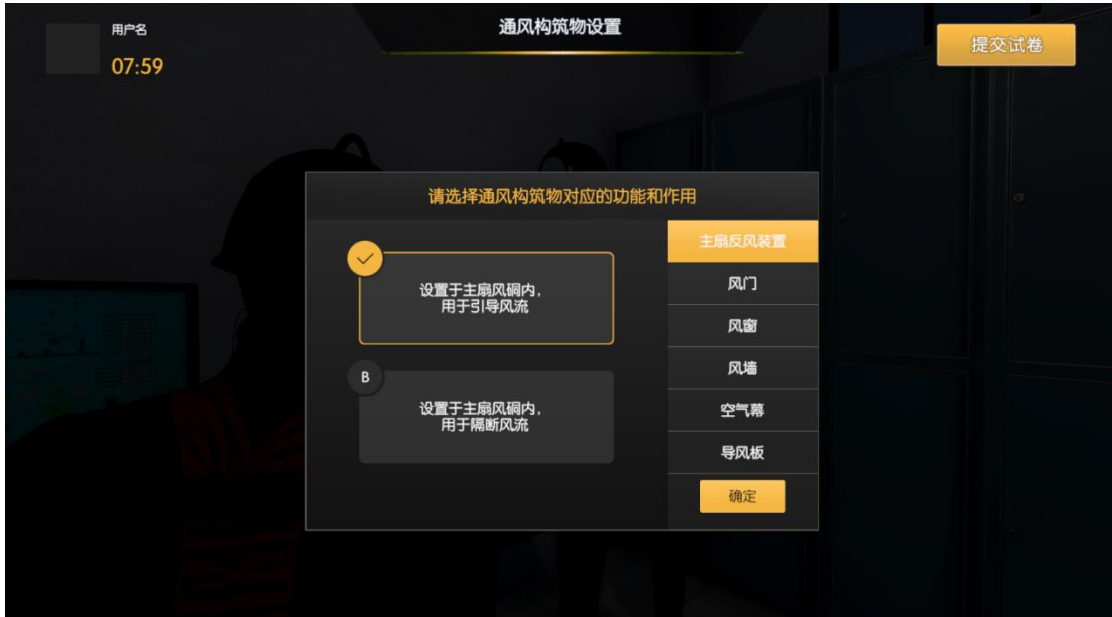 用户名
07:59
通风构筑物设置
提交试卷
请选择通风构筑物对应的功能和作用
设置于主扇风硐内，
用于引导风流
B
设置于主扇风硐内，
用于隔断风流
主扇反风装置
风门
风窗
风墙
空气幕
导风板
确定